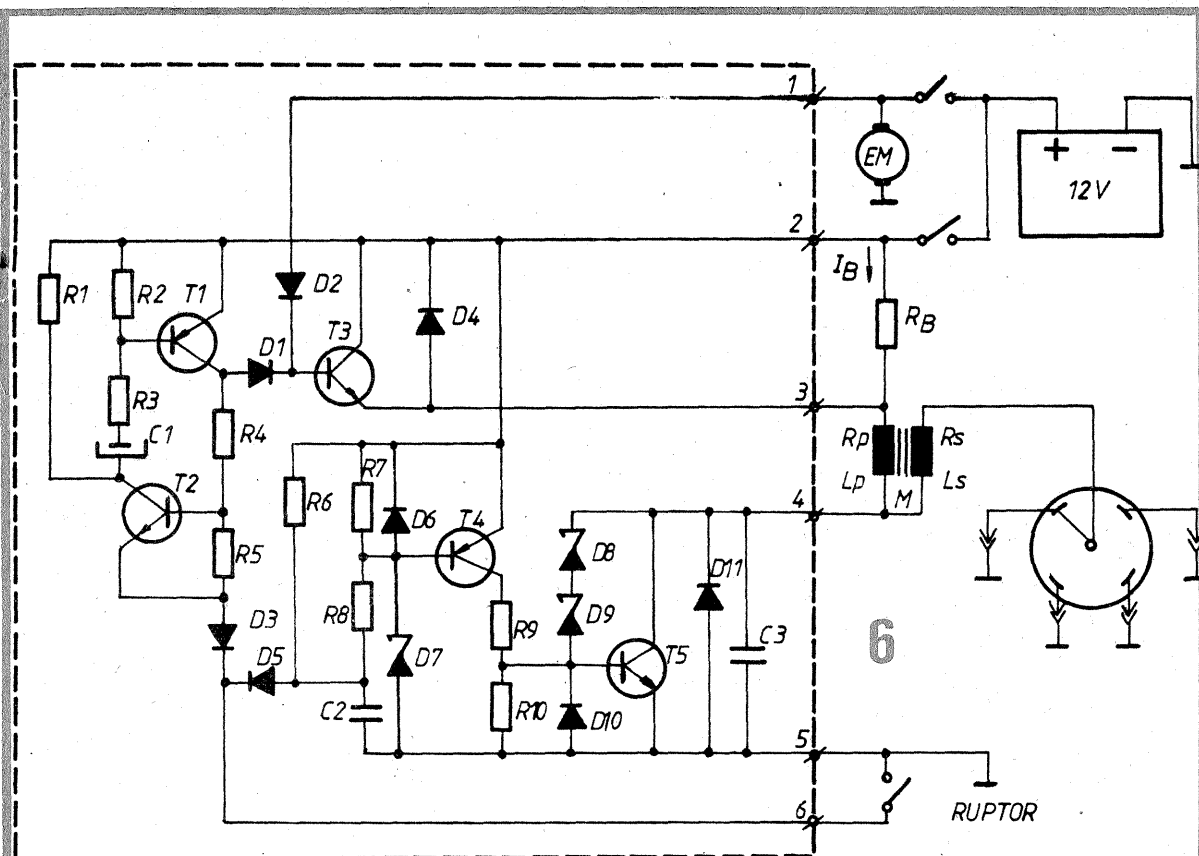 1
EM
+ −
12V
2
I_B
R_B
R1
R2
T1
D2
D4
T3
D1
R3
C1
R4
3
Rp
Rs
Lp
M
Ls
T2
R7
R6
D6
T4
4
D8
D11
R5
R8
D9
R9
T5
C3
6
D3
D7
D5
C2
R10
D10
5
6
RUPTOR